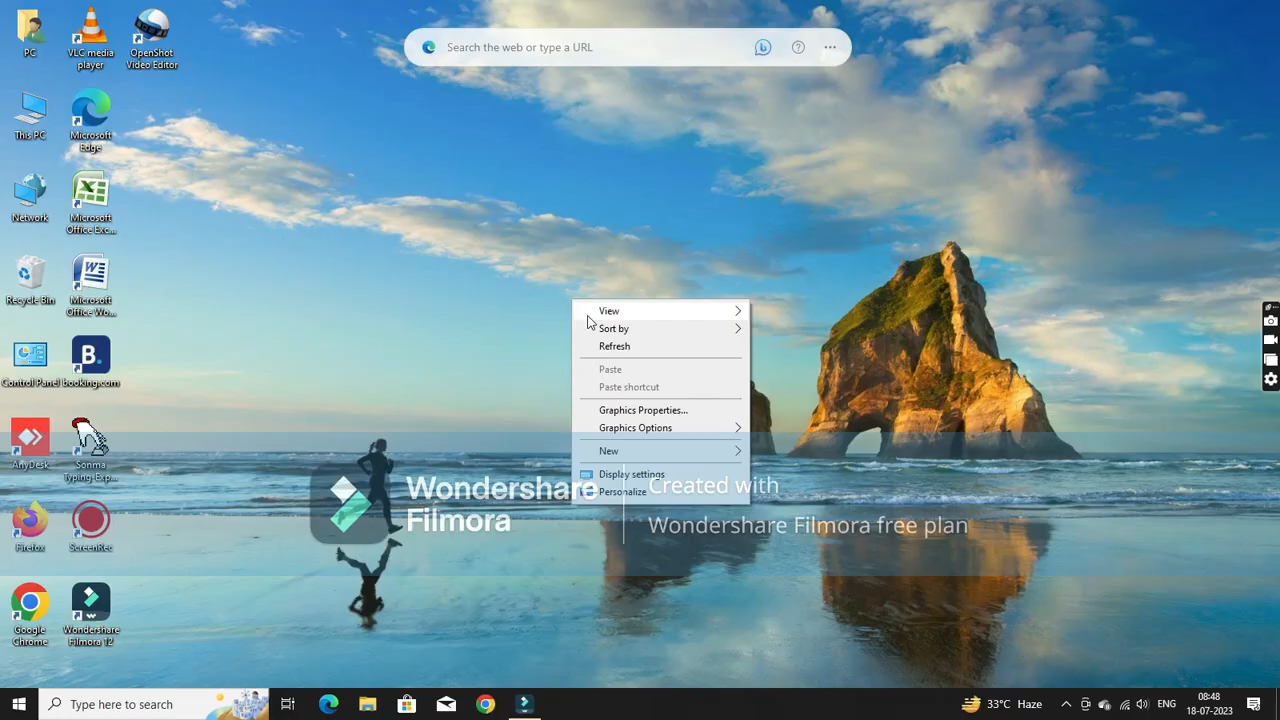 PC
VLC media
player
OpenShot
Video Editor
Search the web or type a URL
This PC
Microsoft
Edge
Network
Microsoft
Office Exc...
Recycle Bin
Microsoft
Office Wo...
Control Panel
booking.com
AnyDesk
Sonma
Typing-Exp...
Firefox
ScreenRec
Google
Chrome
Wondershare
Filmora 12
View
Sort by
Refresh
Paste
Paste shortcut
Graphics Properties...
Graphics Options
New
Display settings
Personalize
Wondershare
Filmora
Created with
Wondershare Filmora free plan
Type here to search
33°C Haze
ENG
08:48
18-07-2023